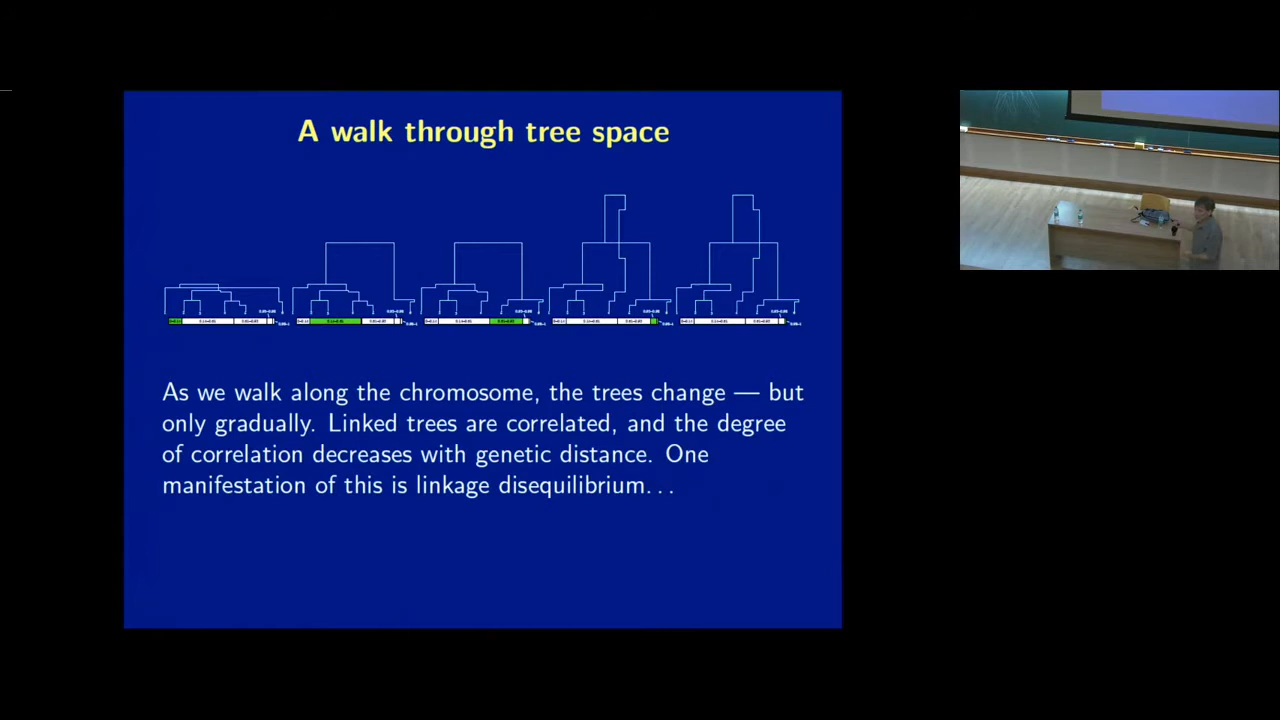 A walk through tree space
As we walk along the chromosome, the trees change — but
only gradually. Linked trees are correlated, and the degree
of correlation decreases with genetic distance. One
manifestation of this is linkage disequilibrium...